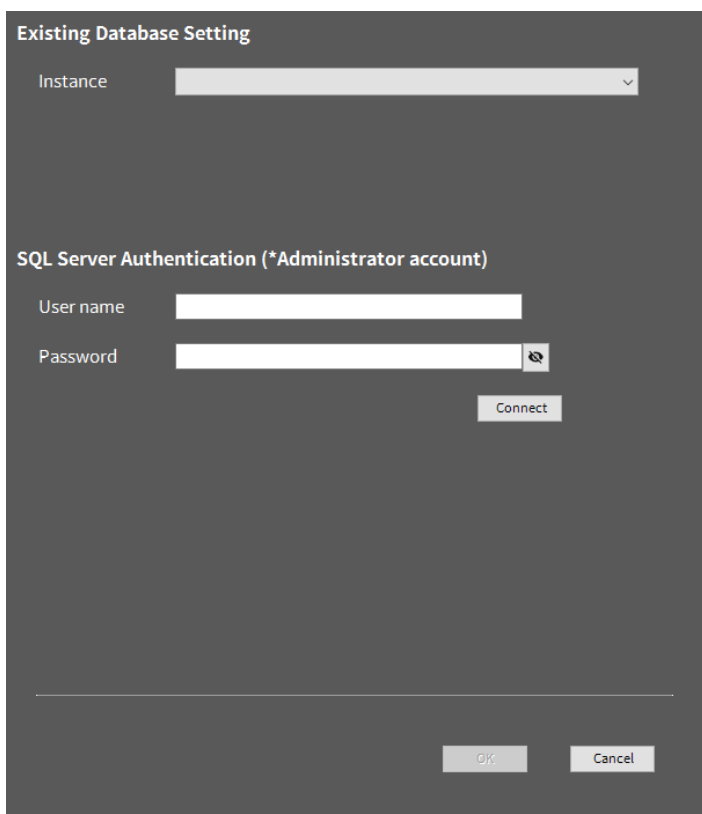 Existing Database Setting
Instance
SQL Server Authentication (*Administrator account)
User name
Password
Connect
OK
Cancel